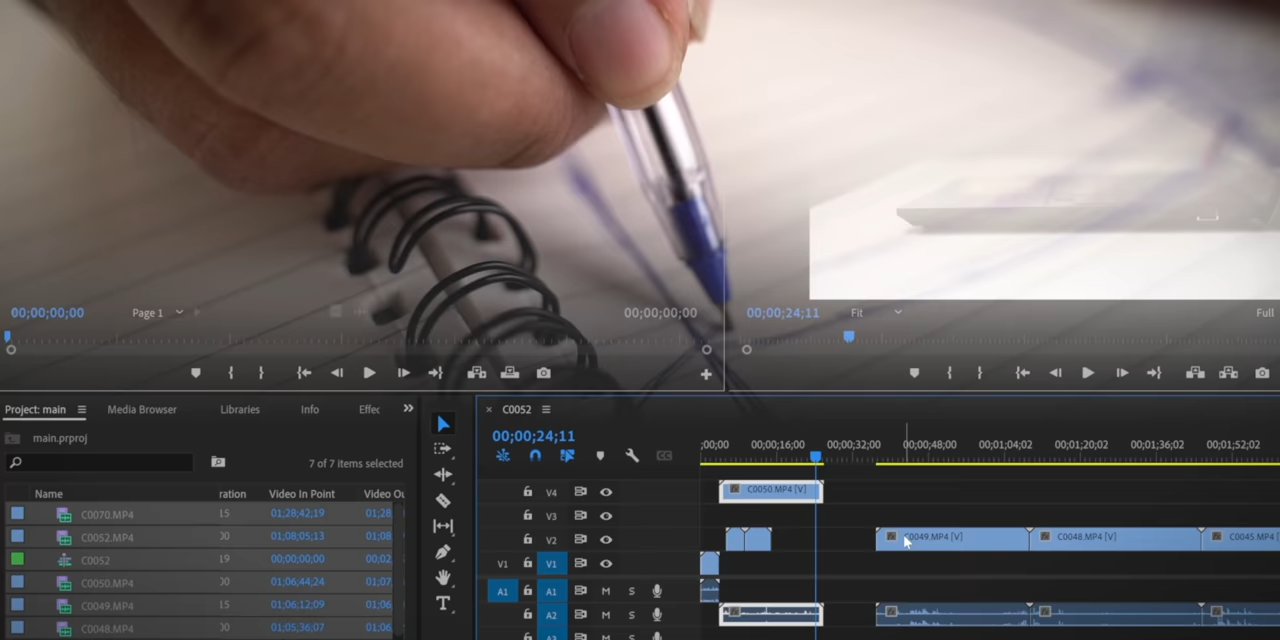 00;00;00;00 Page 1 00;00;00;00 00;00;24;11 Fit Full
Project: main Media Browser Libraries Info Effec
C0052
main.prproj
00;00;24;11
;00;00 00;00;16;00 00;00;32;00 00;00;48;00 00;01;04;02 00;01;20;02 00;01;36;02 00;01;52;02
7 of 7 items selected
Name ration Video In Point Video Ou
C0070.MP4 15 01;28;42;19 01;28
C0052.MP4 00 01;08;05;13 01;08
C0052 19 00;00;00;00 00;02
C0050.MP4 00 01;06;44;24 01;07
C0049.MP4 15 01;06;12;09 01;06
C0048.MP4 00 01;05;36;07 01;06
V4 C0050.MP4 [V]
V3
V2 C0049.MP4 [V] C0048.MP4 [V] C0045.MP4 [
V1 V1
A1 A1 M S
A2 M S
T